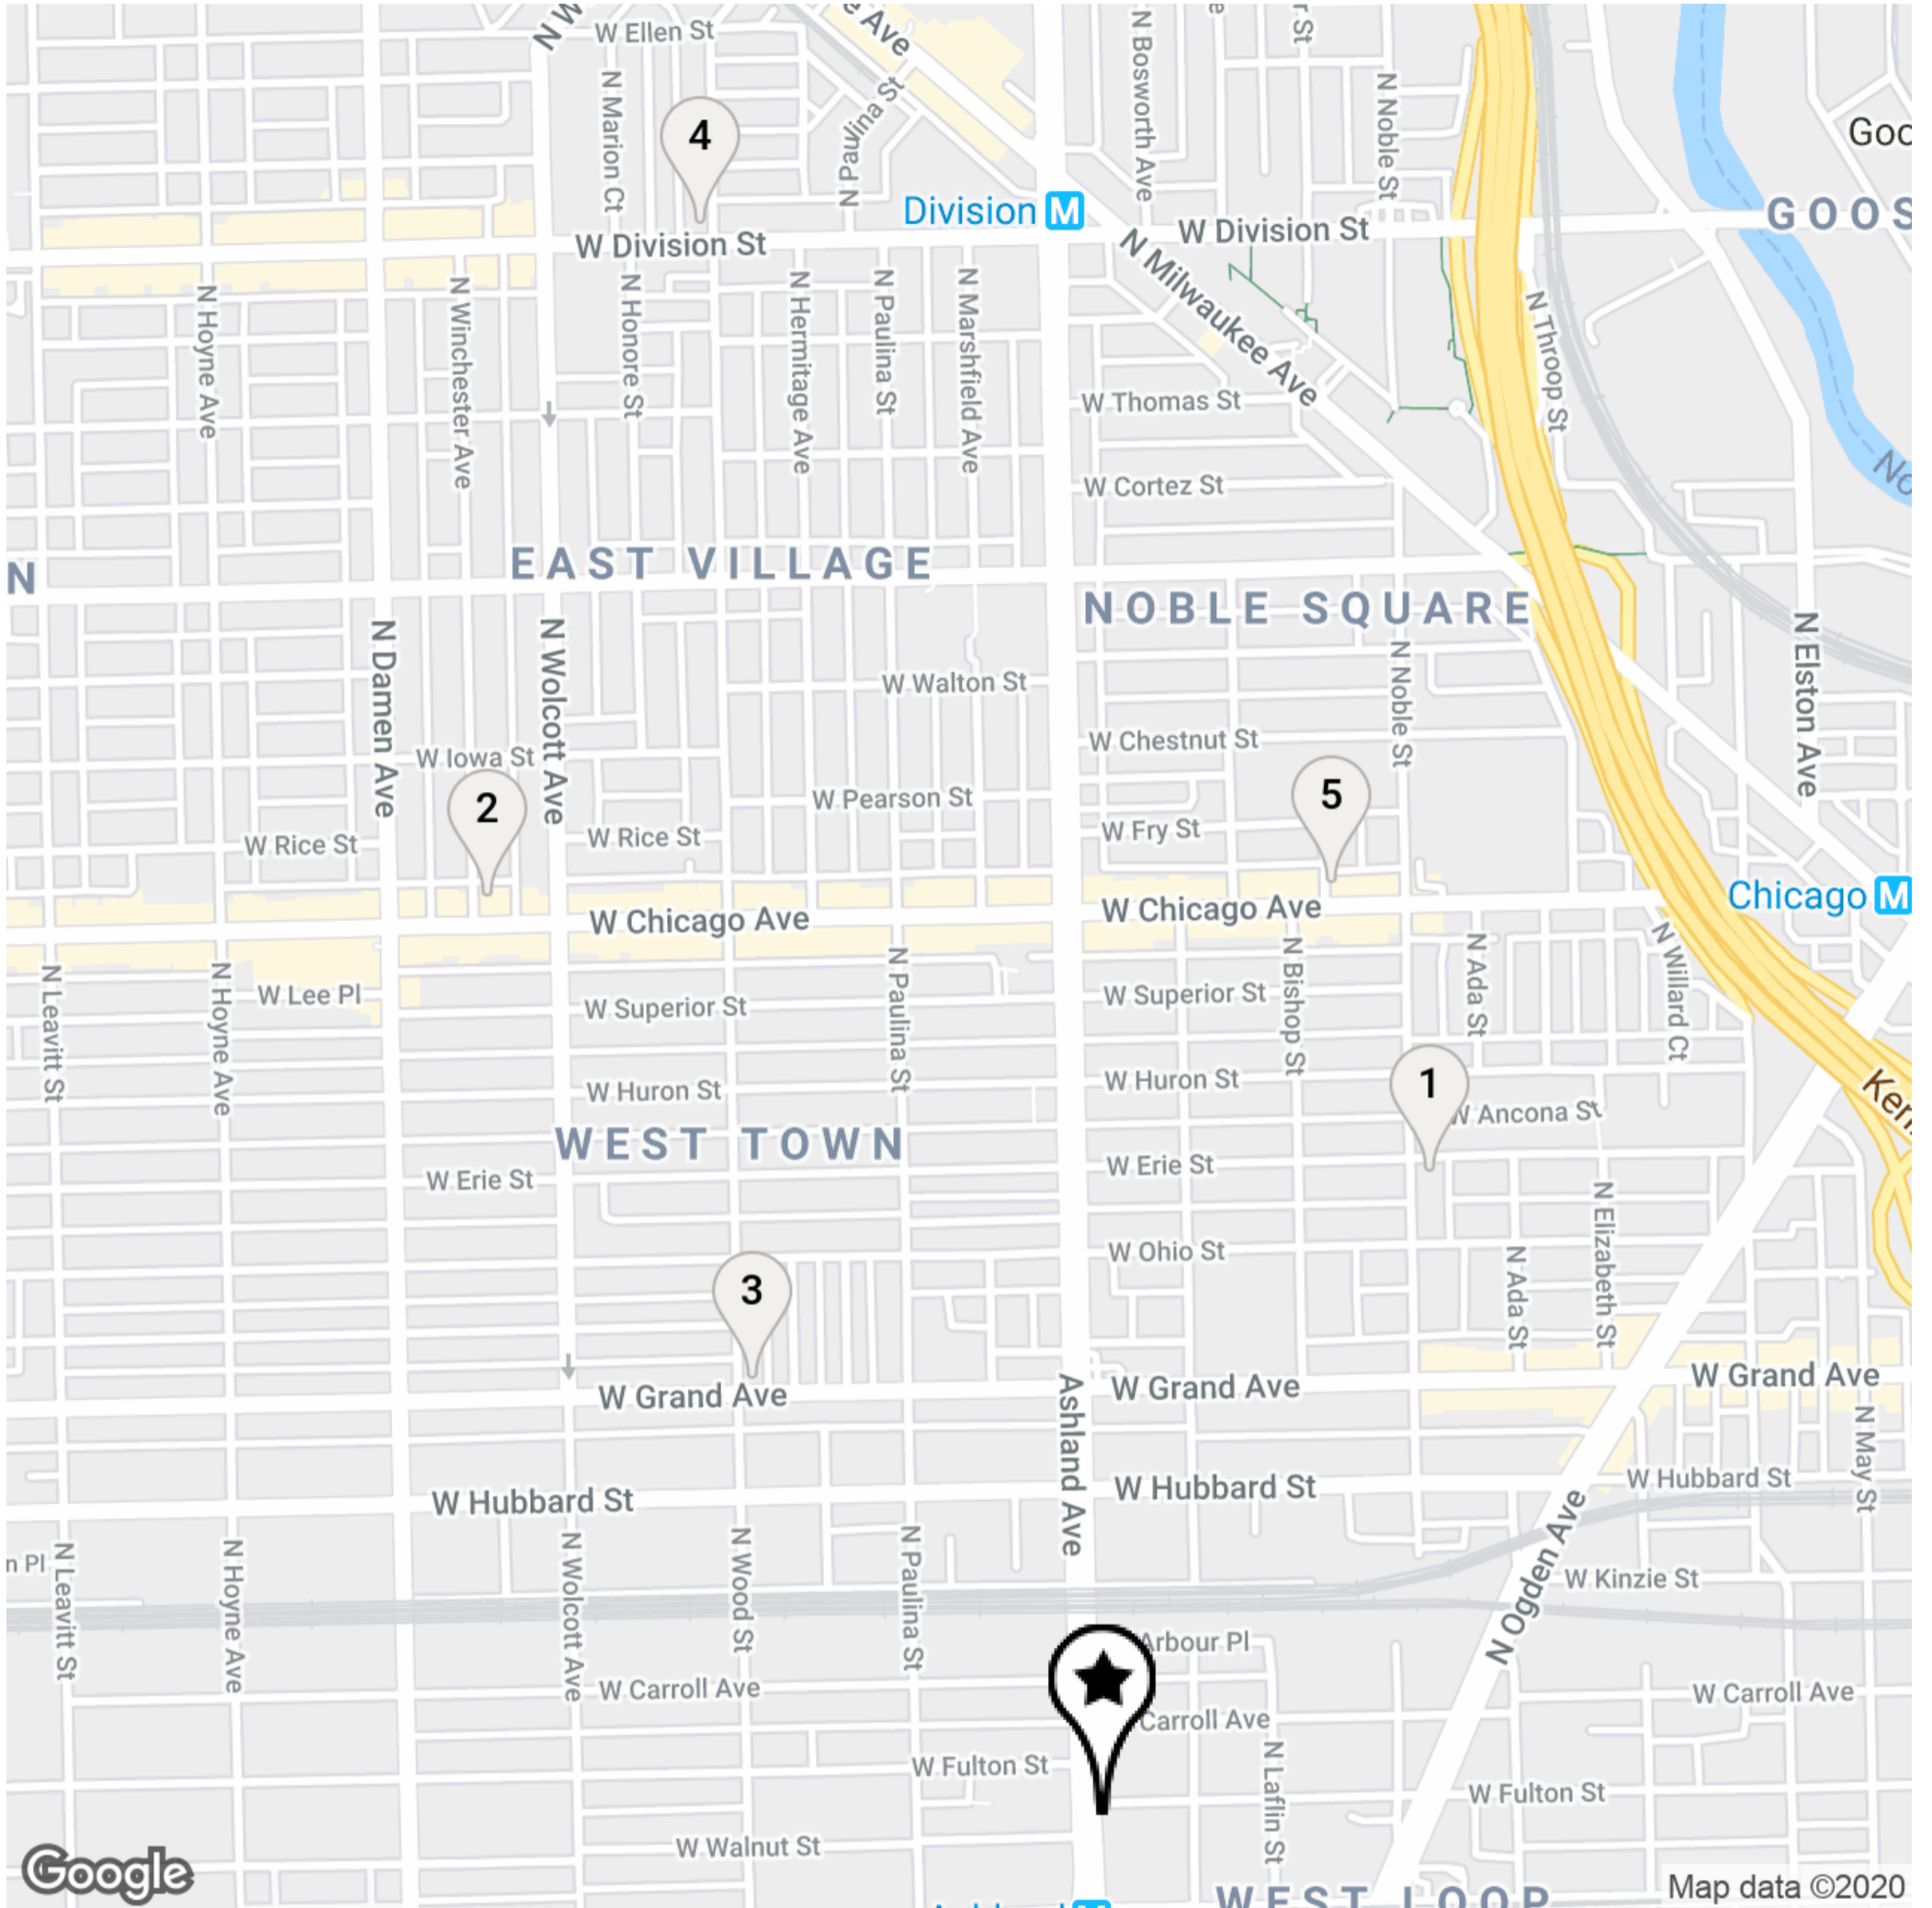 W Ellen St
N Marion Ct
N Bosworth Ave
N Noble St
4
N Paulina St
Goo
Division M
GOOS
W Division St
W Division St
N Milwaukee Ave
N Hoyne Ave
N Winchester Ave
N Honore St
N Hermitage Ave
N Paulina St
N Marshfield Ave
N Throop St
W Thomas St
No
W Cortez St
EAST VILLAGE
N
NOBLE SQUARE
N Damen Ave
N Wolcott Ave
N Noble St
N Elston Ave
W Walton St
W Chestnut St
W Iowa St
2
W Pearson St
5
W Rice St
W Rice St
W Fry St
Chicago M
W Chicago Ave
W Chicago Ave
N Leavitt St
N Hoyne Ave
W Lee Pl
W Superior St
N Paulina St
W Superior St
N Bishop St
N Ada St
N Willard Ct
W Huron St
W Huron St
1
Ken
W Ancona St
WEST TOWN
W Erie St
W Erie St
N Elizabeth St
W Ohio St
N Ada St
3
W Grand Ave
W Grand Ave
W Grand Ave
Ashland Ave
N May St
W Hubbard St
W Hubbard St
W Hubbard St
N Ogden Ave
n Pl
N Leavitt St
N Hoyne Ave
N Wolcott Ave
N Wood St
N Paulina St
W Kinzie St
Arbour Pl
W Carroll Ave
W Carroll Ave
Carroll Ave
W Fulton St
N Laflin St
W Fulton St
W Walnut St
Google
Map data ©2020
WEST LOOP